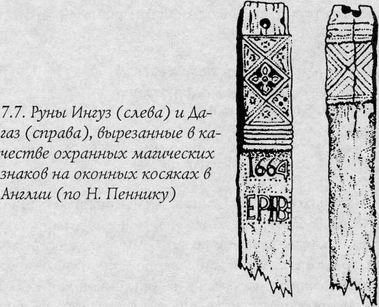 7.7. Руны Ингуз (слева) и Да-
газ (справа), вырезанные в ка-
честве охранных магических
знаков на оконных косяках в
Англии (по Н. Пеннику)
1664